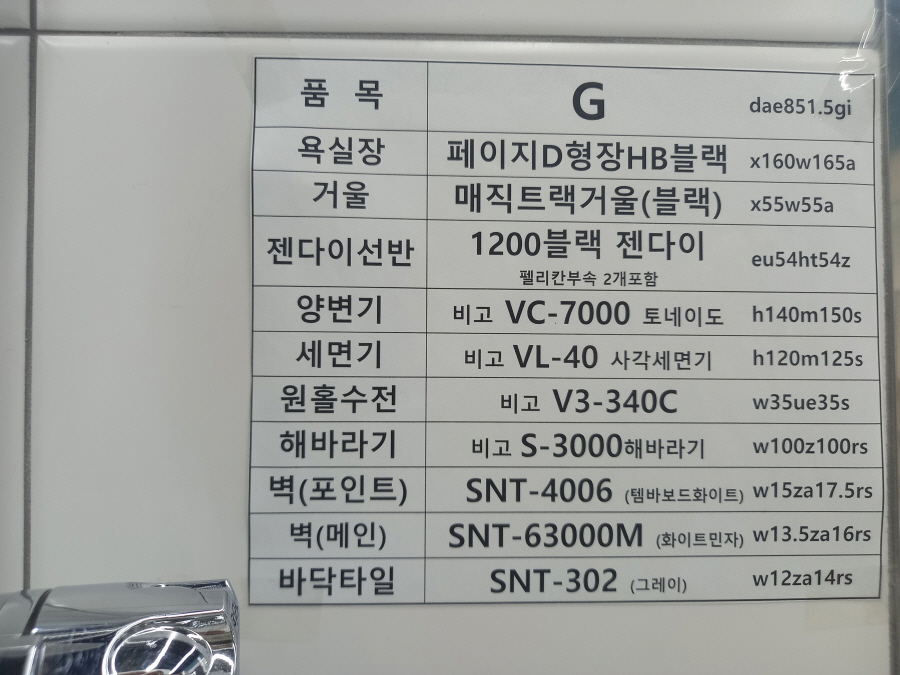 품 목 G dae851.5gi
욕실장 페이지D형장HB블랙 x160w165a
거울 매직트랙거울(블랙) x55w55a
젠다이선반 1200블랙 젠다이 eu54ht54z
펠리칸부속 2개포함
양변기 비고 VC-7000 토네이도 h140m150s
세면기 비고 VL-40 사각세면기 h120m125s
원홀수전 비고 V3-340C w35ue35s
해바라기 비고 S-3000해바라기 w100z100rs
벽(포인트) SNT-4006 (템바보드화이트) w15za17.5rs
벽(메인) SNT-63000M (화이트민자) w13.5za16rs
바닥타일 SNT-302 (그레이) w12za14rs